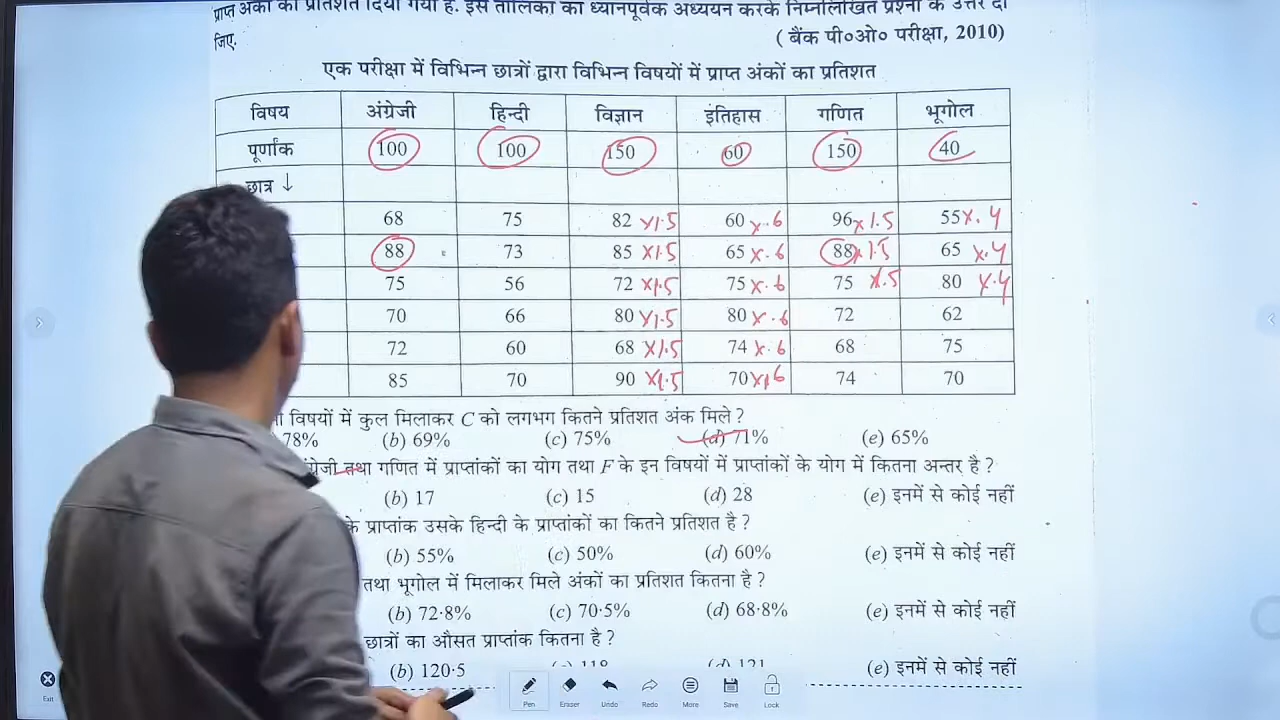 प्राप्त अंकों का प्रतिशत दिया गया है. इस तालिका का ध्यानपूर्वक अध्ययन करके निम्नलिखित प्रश्नों के उत्तर दी
जिए.
( बैंक पी०ओ० परीक्षा, 2010)
एक परीक्षा में विभिन्न छात्रों द्वारा विभिन्न विषयों में प्राप्त अंकों का प्रतिशत
विषय अंग्रेजी हिन्दी विज्ञान इंतिहास गणित भूगोल
पूर्णांक 100 100 150 60 150 40
छात्र ↓
68 75 82 x1.5 60 x.6 96 x1.5 55 x.4
88 73 85 x1.5 65 x.6 88 x1.5 65 x.4
75 56 72 x1.5 75 x.6 75 x1.5 80 x.4
70 66 80 x1.5 80 x.6 72 62
72 60 68 x1.5 74 x.6 68 75
85 70 90 x1.5 70 x.6 74 70
विषयों में कुल मिलाकर C को लगभग कितने प्रतिशत अंक मिले ?
78% (b) 69% (c) 75% (d) 71% (e) 65%
तथा गणित में प्राप्तांकों का योग तथा F के इन विषयों में प्राप्तांकों के योग में कितना अन्तर है ?
(b) 17 (c) 15 (d) 28 (e) इनमें से कोई नहीं
के प्राप्तांक उसके हिन्दी के प्राप्तांकों का कितने प्रतिशत है ?
(b) 55% (c) 50% (d) 60% (e) इनमें से कोई नहीं
तथा भूगोल में मिलाकर मिले अंकों का प्रतिशत कितना है ?
(b) 72·8% (c) 70·5% (d) 68·8% (e) इनमें से कोई नहीं
छात्रों का औसत प्राप्तांक कितना है ?
(b) 120·5 (d) 121 (e) इनमें से कोई नहीं
Exit Pen Eraser Undo Redo More Save Lock